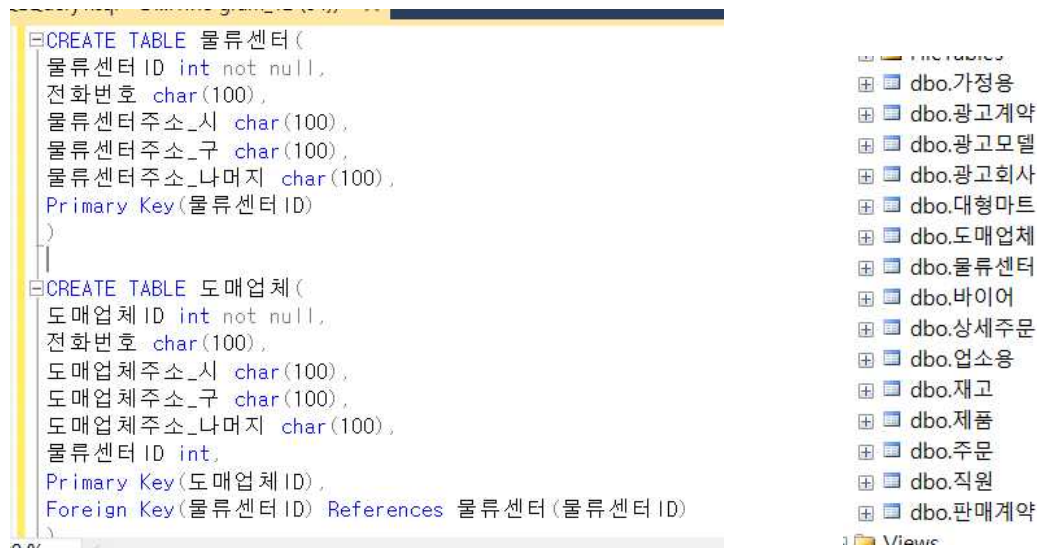 CREATE TABLE 물류센터(
물류센터ID int not null,
전화번호 char(100),
물류센터주소_시 char(100),
물류센터주소_구 char(100),
물류센터주소_나머지 char(100),
Primary Key(물류센터ID)
)
CREATE TABLE 도매업체(
도매업체ID int not null,
전화번호 char(100),
도매업체주소_시 char(100),
도매업체주소_구 char(100),
도매업체주소_나머지 char(100),
물류센터ID int,
Primary Key(도매업체ID),
Foreign Key(물류센터ID) References 물류센터(물류센터ID)
)
FileTables
dbo.가정용
dbo.광고계약
dbo.광고모델
dbo.광고회사
dbo.대형마트
dbo.도매업체
dbo.물류센터
dbo.바이어
dbo.상세주문
dbo.업소용
dbo.재고
dbo.제품
dbo.주문
dbo.직원
dbo.판매계약
Views